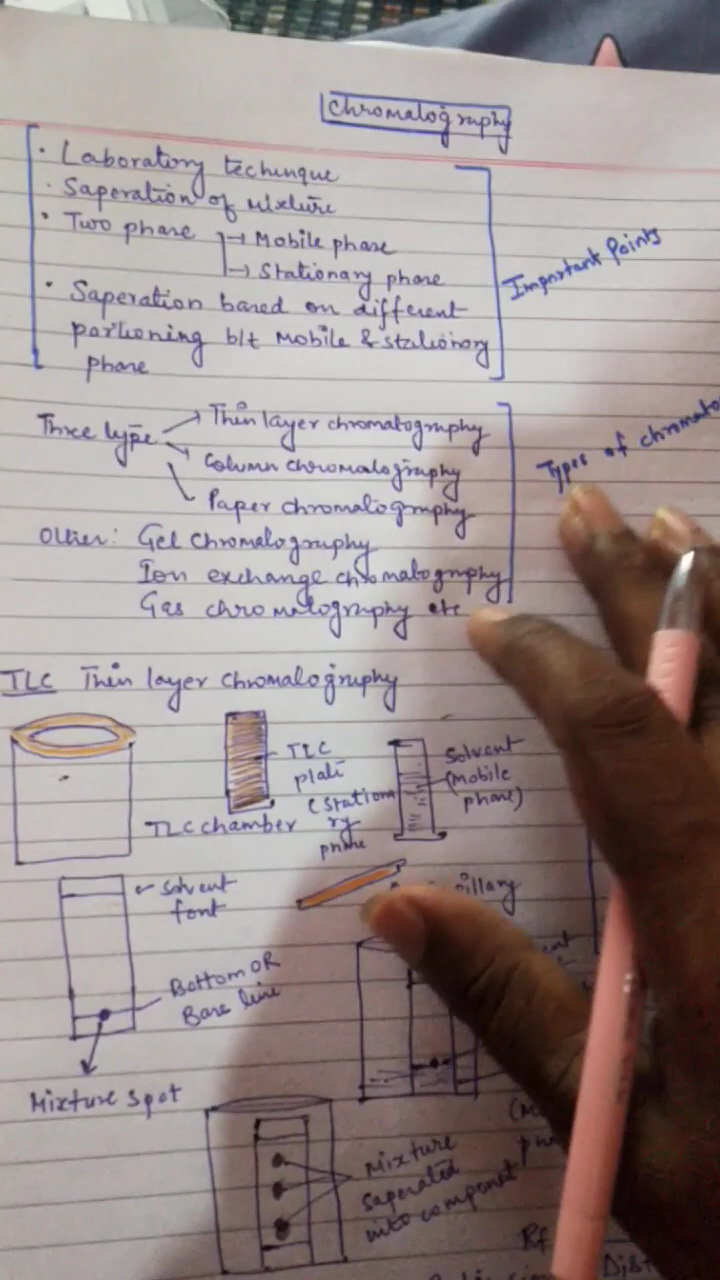 Chromatography
• Laboratory techinque
• Saperation of mixture
• Two phase → Mobile phase
→ Stationary phase
• Saperation based on different
partioning b/t Mobile & stationary
phase
Important Points
Three type → Thin layer chromatography
Column chromatography
Paper chromatography
Other: Gel chromatography
Ion exchange chromatography
Gas chromatography etc
Types of chromato
TLC Thin layer chromatography
TLC chamber
TLC
plate
(Station
ry
phase
Solvent
(mobile
phase)
Solvent
font
Bottom OR
Base line
Mixture spot
Mixture
saperated
into component
Rf